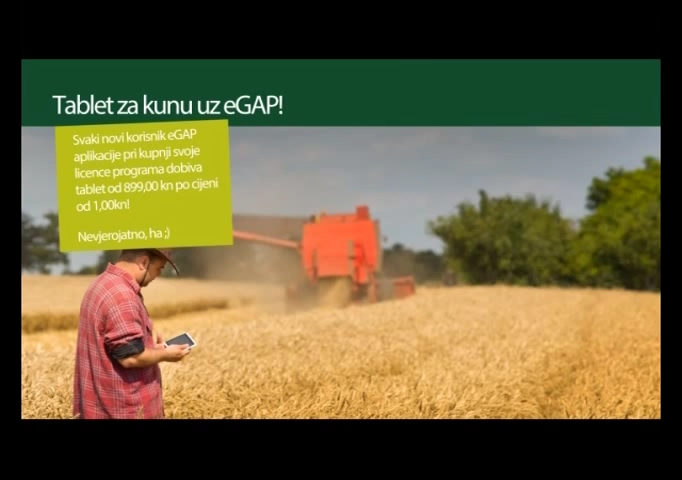 Tablet za kunu uz eGAP!
Svaki novi korisnik eGAP
aplikacije pri kupnji svoje
licence programa dobiva
tablet od 899,00 kn po cijeni
od 1,00kn!
Nevjerojatno, ha ;)